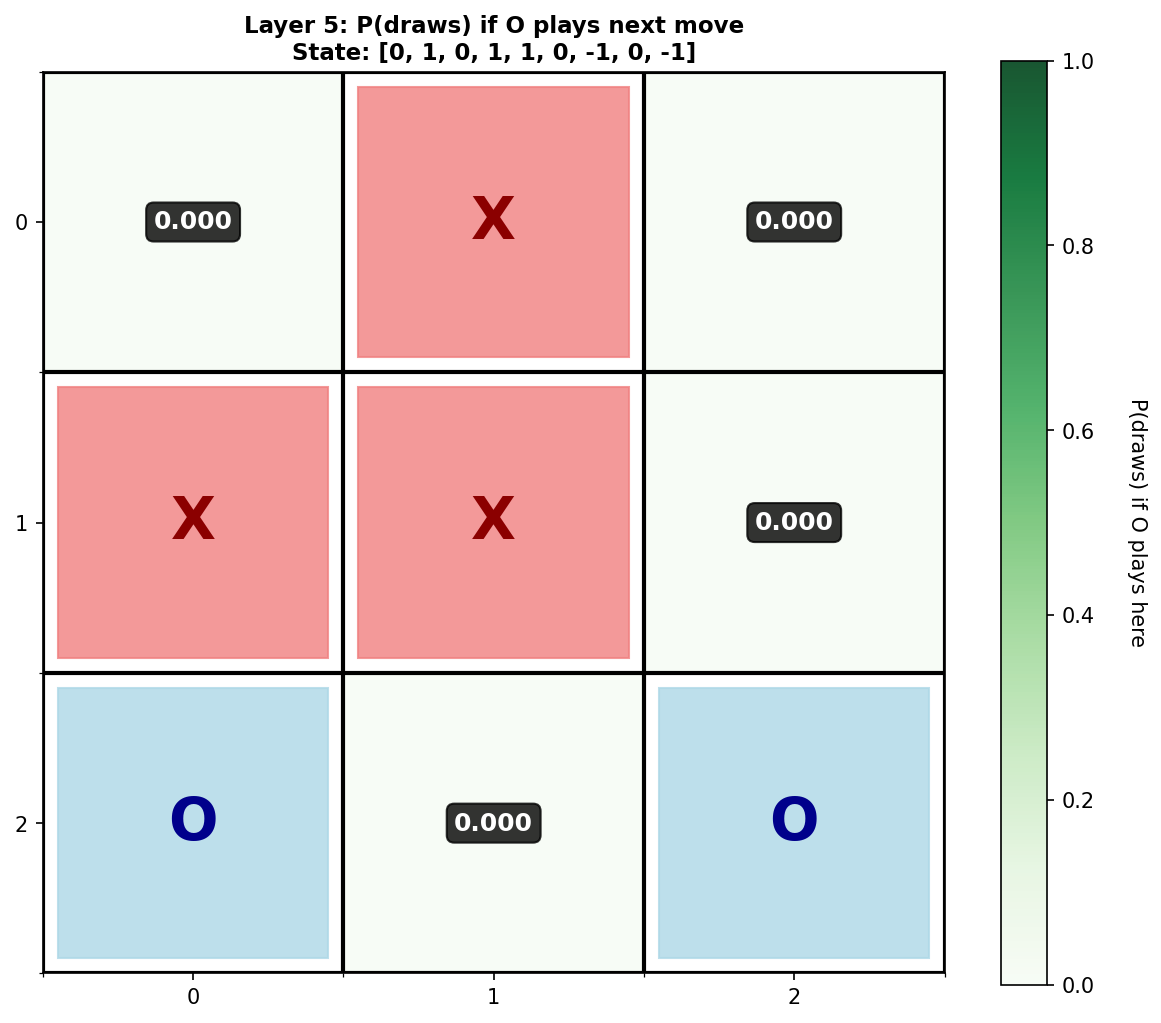 Layer 5: P(draws) if O plays next move
State: [0, 1, 0, 1, 1, 0, -1, 0, -1]
0.000 X 0.000
X X 0.000
O 0.000 O
0
1
2
0 1 2
1.0
0.8
0.6
0.4
0.2
0.0
P(draws) if O plays here